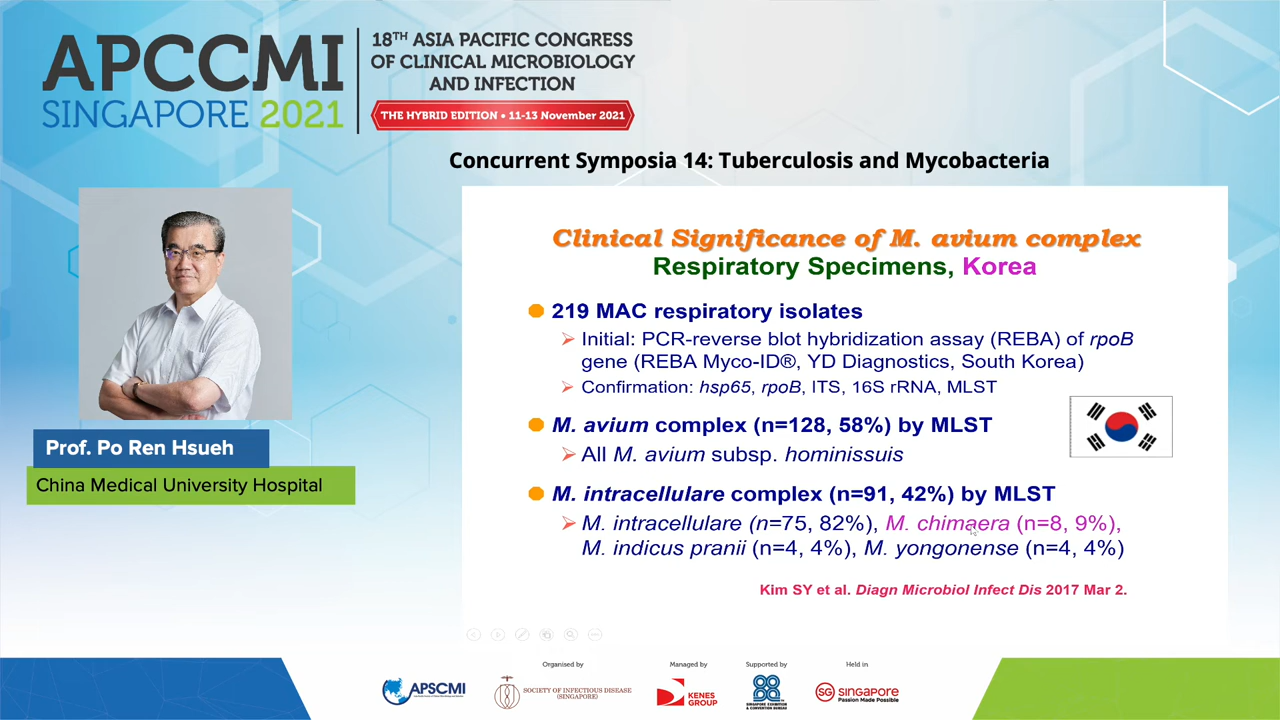 APCCMI
SINGAPORE 2021
18TH ASIA PACIFIC CONGRESS
OF CLINICAL MICROBIOLOGY
AND INFECTION
THE HYBRID EDITION • 11-13 November 2021
Concurrent Symposia 14: Tuberculosis and Mycobacteria
Prof. Po Ren Hsueh
China Medical University Hospital
Clinical Significance of M. avium complex
Respiratory Specimens, Korea
219 MAC respiratory isolates
Initial: PCR-reverse blot hybridization assay (REBA) of rpoB
gene (REBA Myco-ID®, YD Diagnostics, South Korea)
Confirmation: hsp65, rpoB, ITS, 16S rRNA, MLST
M. avium complex (n=128, 58%) by MLST
All M. avium subsp. hominissuis
M. intracellulare complex (n=91, 42%) by MLST
M. intracellulare (n=75, 82%), M. chimaera (n=8, 9%),
M. indicus pranii (n=4, 4%), M. yongonense (n=4, 4%)
Kim SY et al. Diagn Microbiol Infect Dis 2017 Mar 2.
APSCMI
Organised by
SOCIETY OF INFECTIOUS DISEASE
(SINGAPORE)
Managed by
KENES
GROUP
Supported by
SINGAPORE EXHIBITION
& CONVENTION BUREAU
Held in
SG singapore
Passion Made Possible